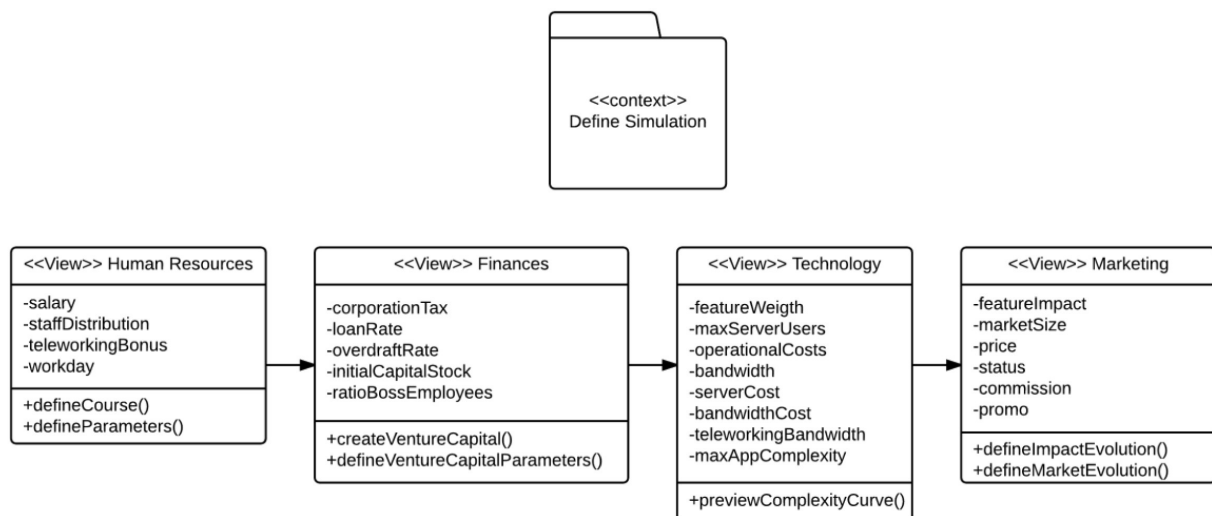 <<context>>
Define Simulation
<<View>> Human Resources
-salary
-staffDistribution
-teleworkingBonus
-workday
+defineCourse()
+defineParameters()
<<View>> Finances
-corporationTax
-loanRate
-overdraftRate
-initialCapitalStock
-ratioBossEmployees
+createVentureCapital()
+defineVentureCapitalParameters()
<<View>> Technology
-featureWeigth
-maxServerUsers
-operationalCosts
-bandwidth
-serverCost
-bandwidthCost
-teleworkingBandwidth
-maxAppComplexity
+previewComplexityCurve()
<<View>> Marketing
-featureImpact
-marketSize
-price
-status
-commission
-promo
+defineImpactEvolution()
+defineMarketEvolution()